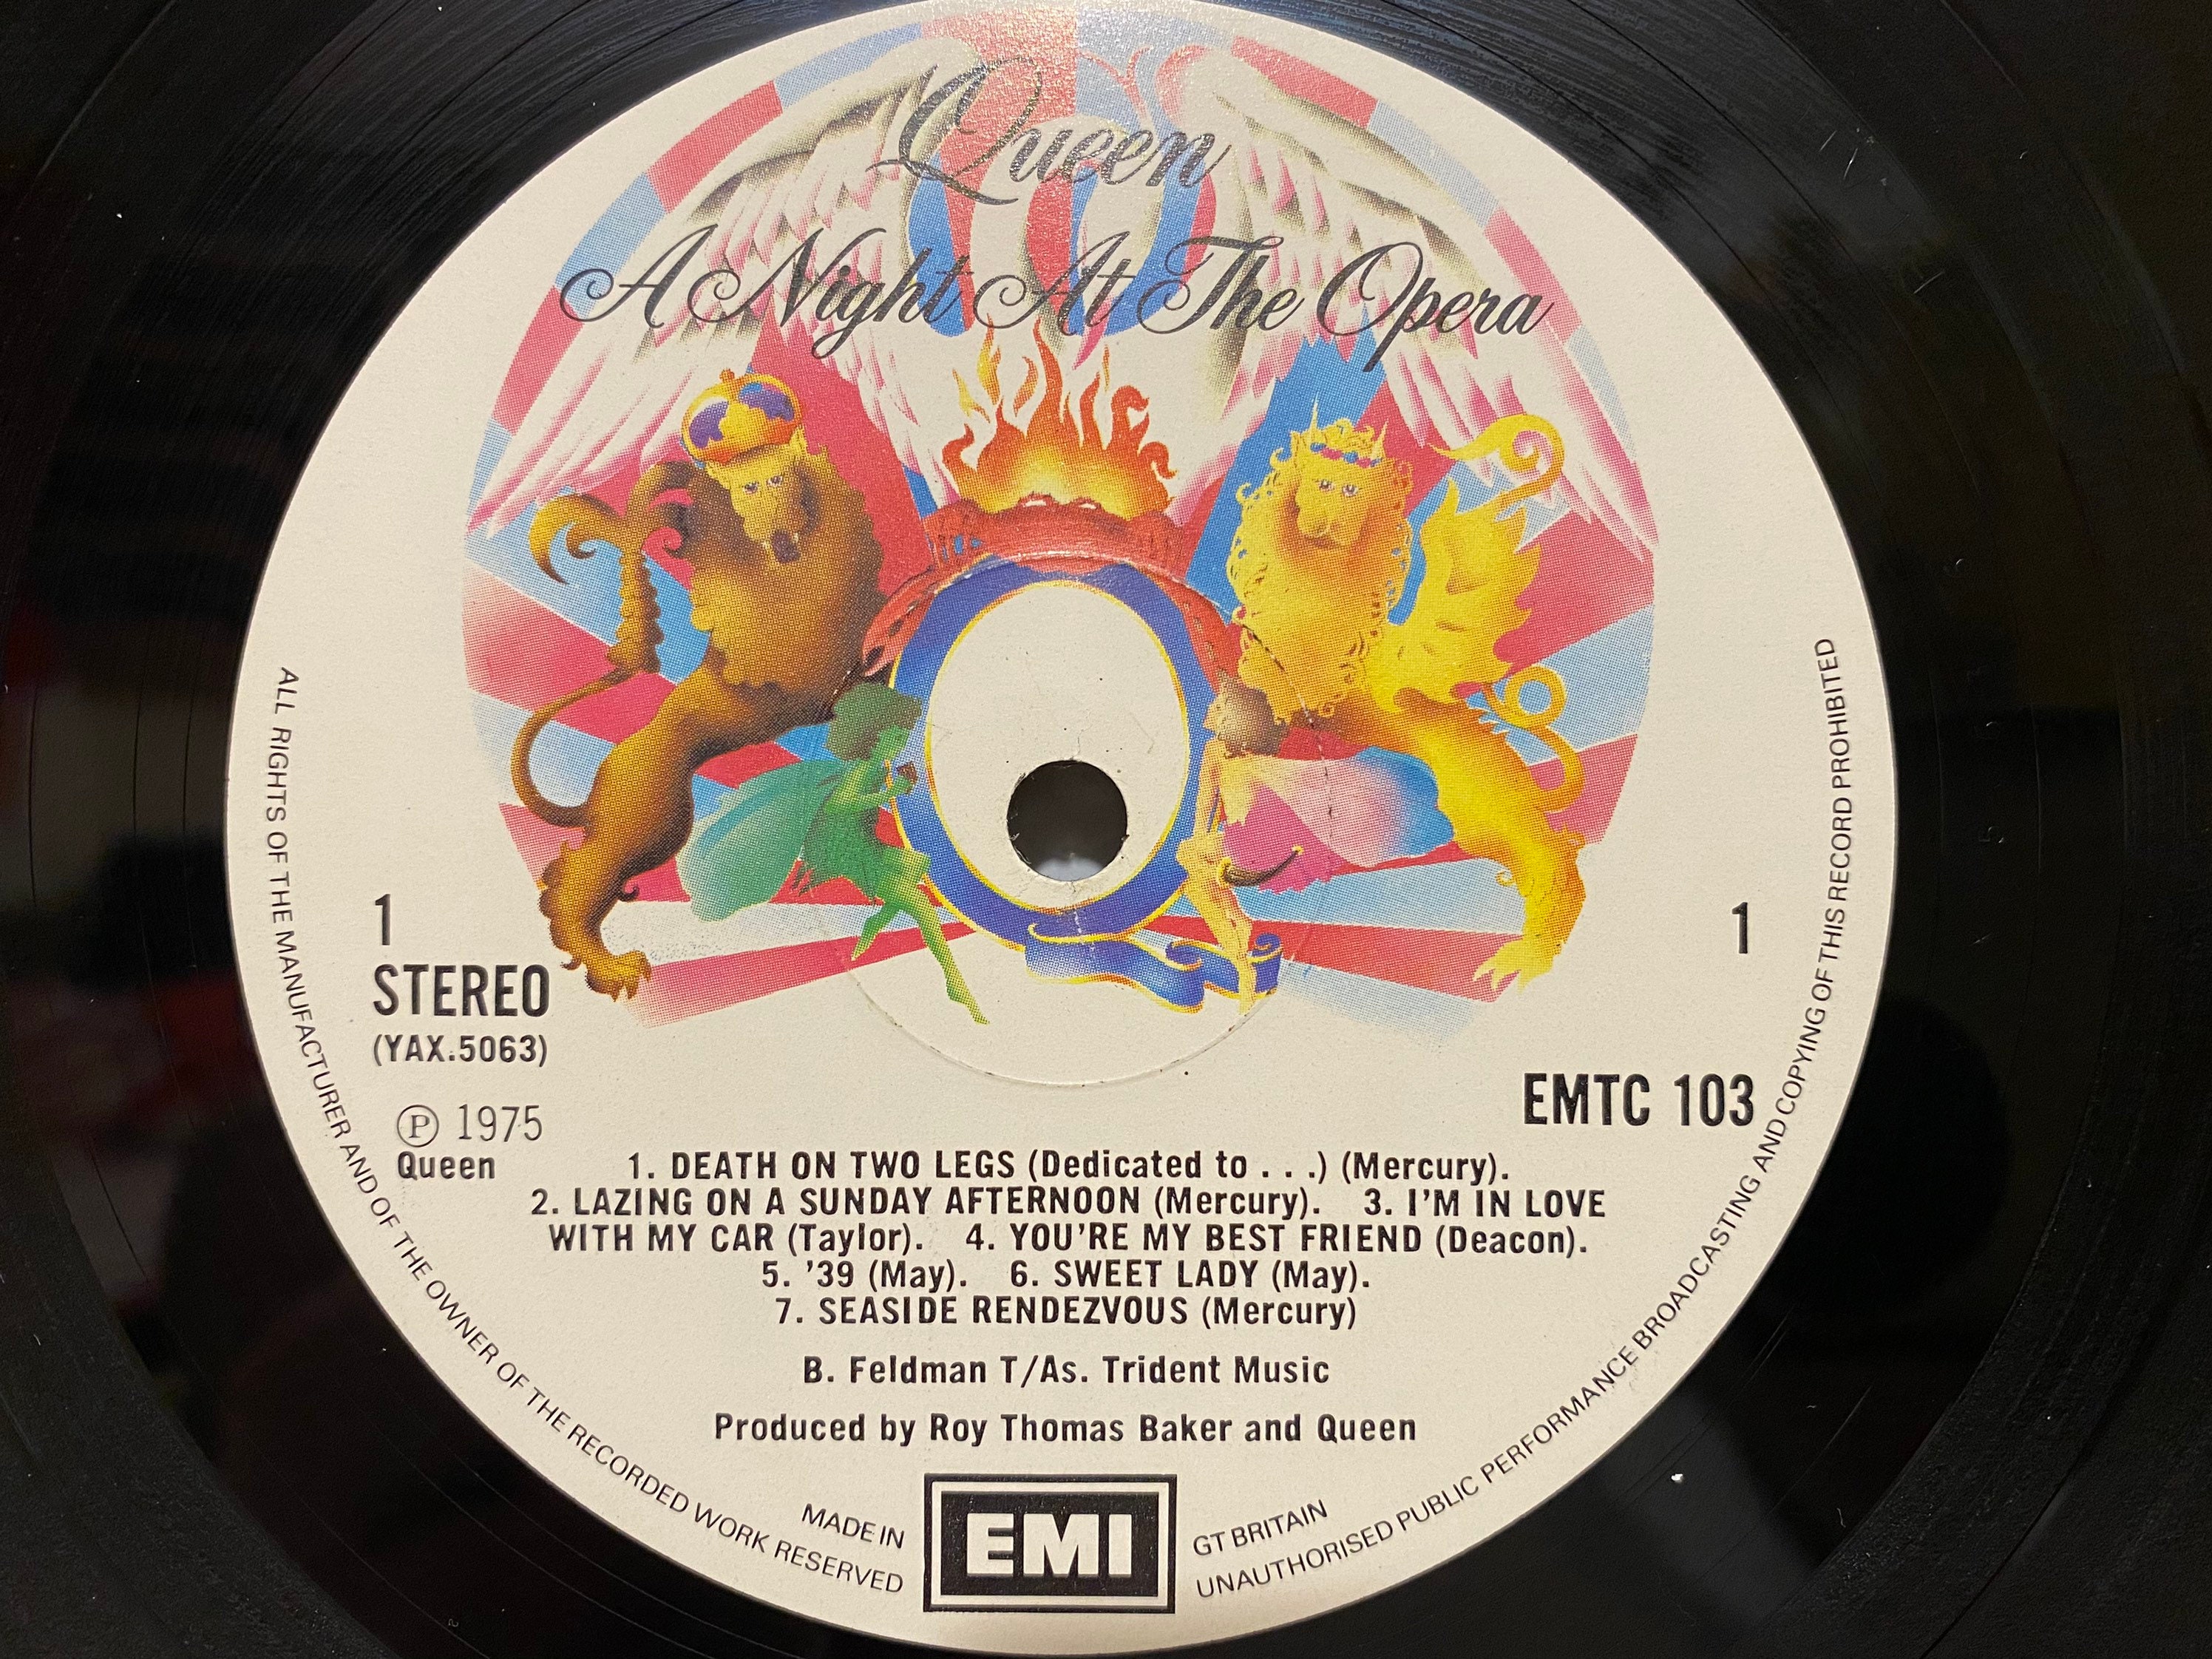 Queen
A Night At The Opera
1
STEREO
(YAX.5063)
Ⓟ 1975
Queen
1
EMTC 103
1. DEATH ON TWO LEGS (Dedicated to . . .) (Mercury).
2. LAZING ON A SUNDAY AFTERNOON (Mercury). 3. I'M IN LOVE
WITH MY CAR (Taylor). 4. YOU'RE MY BEST FRIEND (Deacon).
5. '39 (May). 6. SWEET LADY (May).
7. SEASIDE RENDEZVOUS (Mercury)
B. Feldman T/As. Trident Music
Produced by Roy Thomas Baker and Queen
MADE IN
EMI
GT BRITAIN
ALL RIGHTS OF THE MANUFACTURER AND OF THE OWNER OF THE RECORDED WORK RESERVED
UNAUTHORISED PUBLIC PERFORMANCE BROADCASTING AND COPYING OF THIS RECORD PROHIBITED